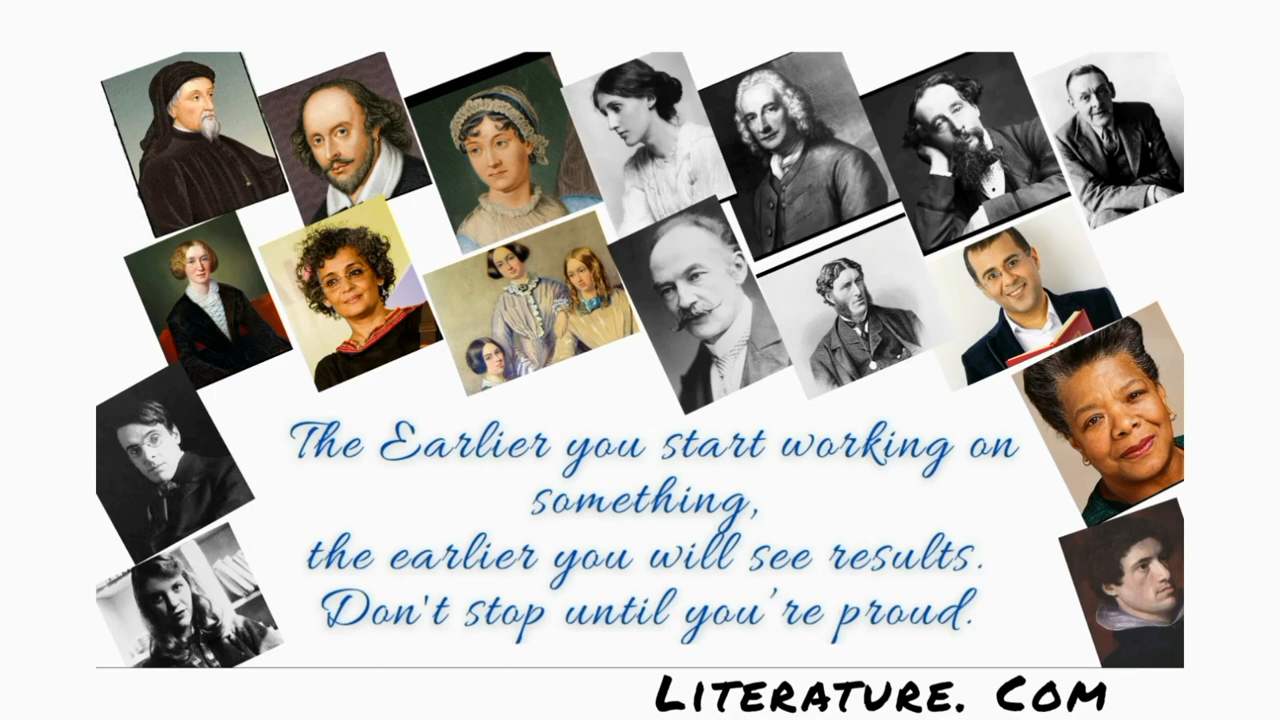 The Earlier you start working on
something,
the earlier you will see results.
Don't stop until you're proud.
LITERATURE. COM